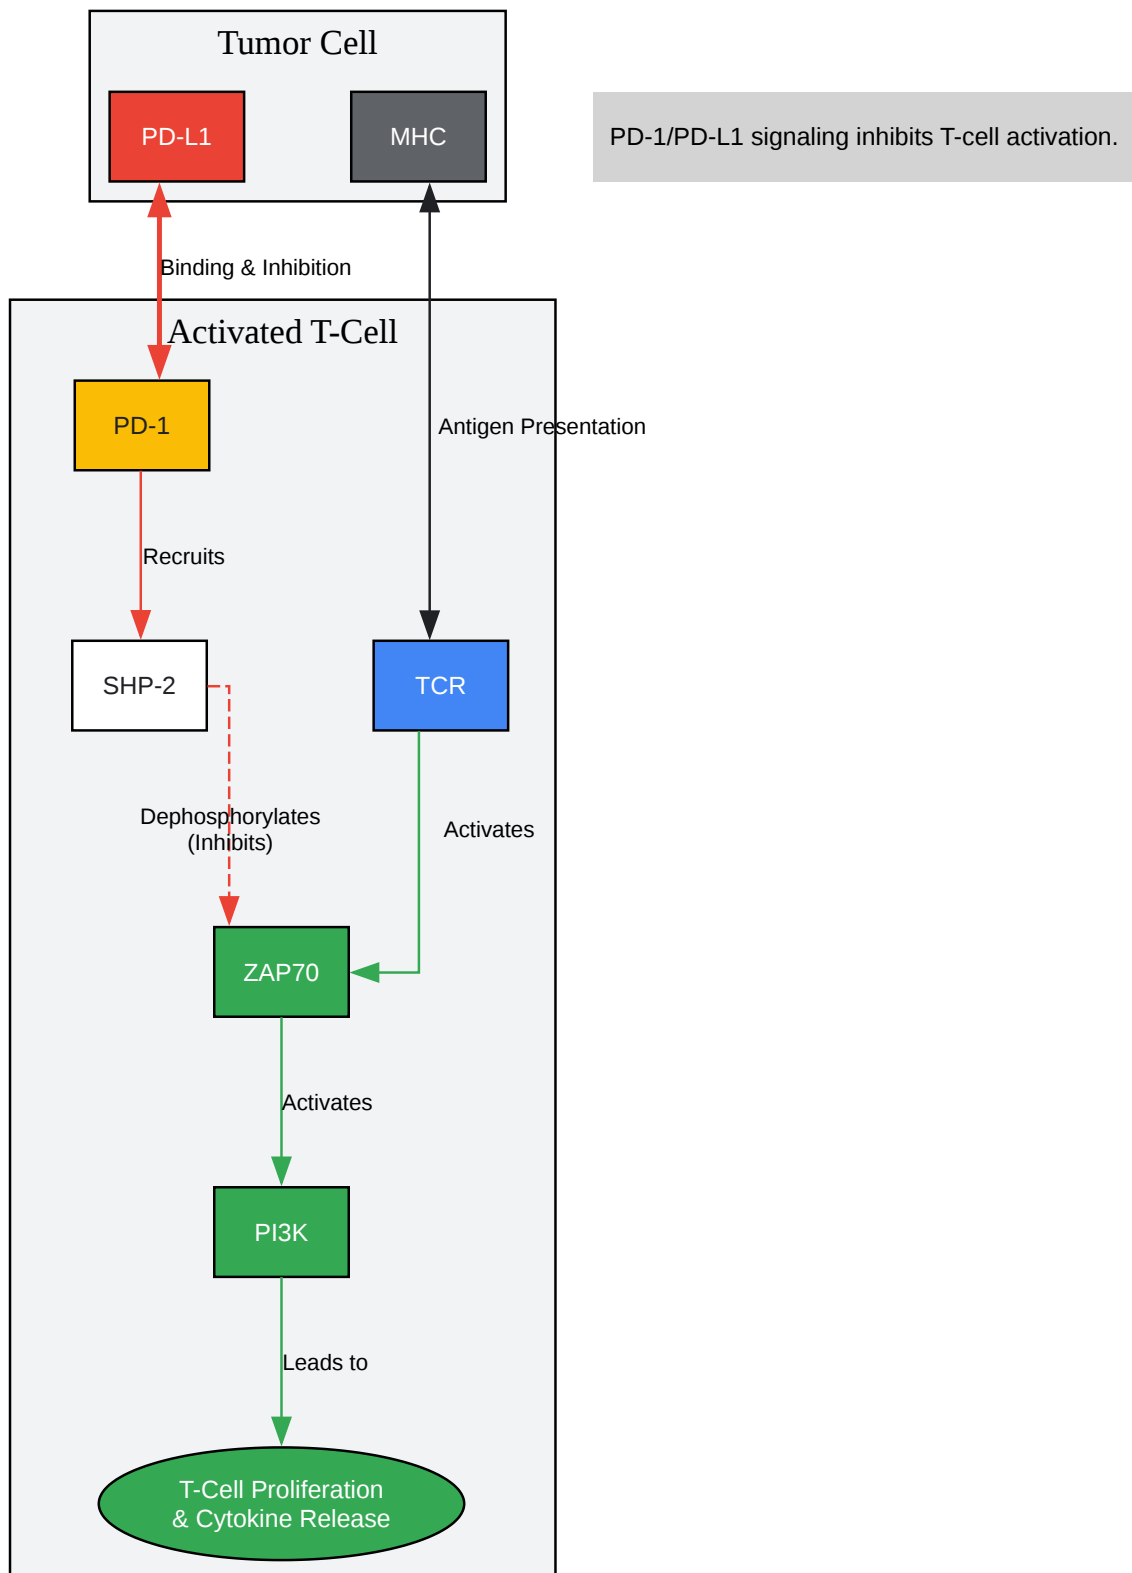 Tumor Cell
PD-L1
MHC
PD-1/PD-L1 signaling inhibits T-cell activation.
Binding & Inhibition
Activated T-Cell
PD-1
Antigen Presentation
Recruits
SHP-2
TCR
Dephosphorylates
(Inhibits)
Activates
ZAP70
Activates
PI3K
Leads to
T-Cell Proliferation
& Cytokine Release